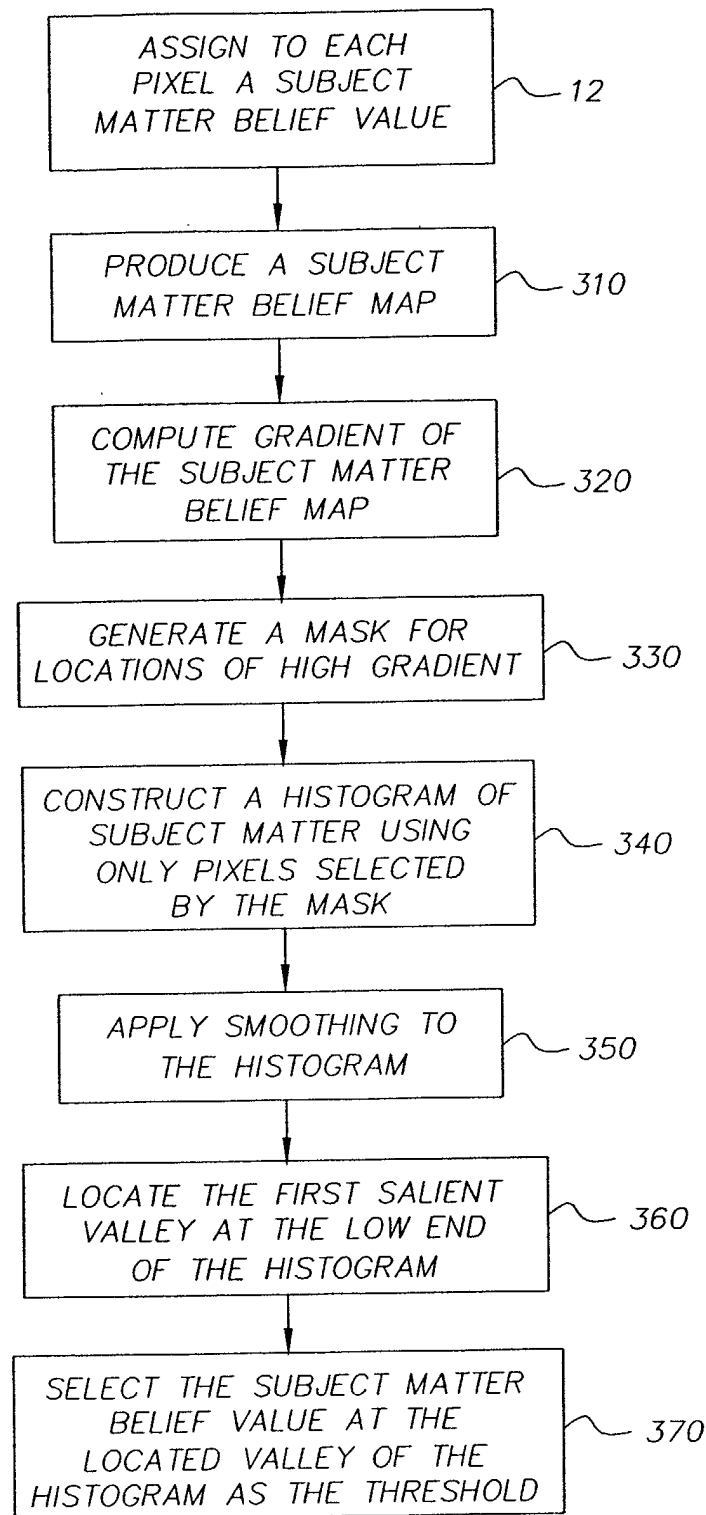 ASSIGN TO EACH
PIXEL A SUBJECT
MATTER BELIEF VALUE
12
PRODUCE A SUBJECT
MATTER BELIEF MAP
310
COMPUTE GRADIENT OF
THE SUBJECT MATTER
BELIEF MAP
320
GENERATE A MASK FOR
LOCATIONS OF HIGH GRADIENT
330
CONSTRUCT A HISTOGRAM OF
SUBJECT MATTER USING
ONLY PIXELS SELECTED
BY THE MASK
340
APPLY SMOOTHING TO
THE HISTOGRAM
350
LOCATE THE FIRST SALIENT
VALLEY AT THE LOW END
OF THE HISTOGRAM
360
SELECT THE SUBJECT MATTER
BELIEF VALUE AT THE
LOCATED VALLEY OF THE
HISTOGRAM AS THE THRESHOLD
370